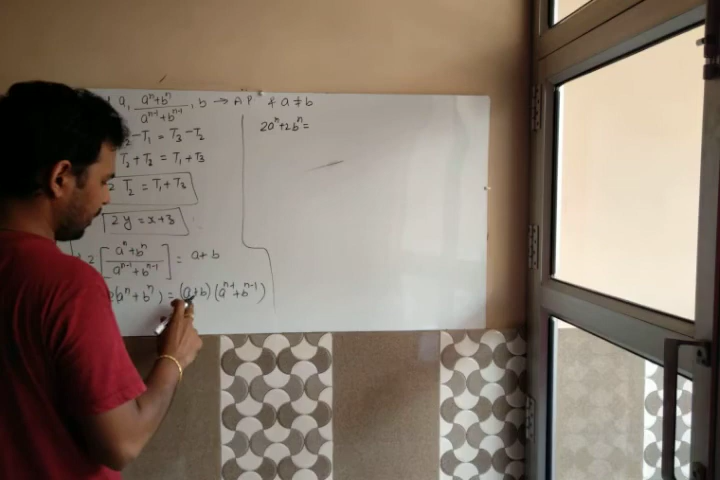 a, aⁿ+bⁿ/aⁿ⁻¹+bⁿ⁻¹, b → AP & a ≠ b
-T₁ = T₃-T₂
T₂+T₂ = T₁+T₃
2 T₂ = T₁+T₃
2y = x+z
2[aⁿ+bⁿ/aⁿ⁻¹+bⁿ⁻¹] = a+b
(aⁿ+bⁿ) = (a+b)(aⁿ⁻¹+bⁿ⁻¹)
2aⁿ+2bⁿ=